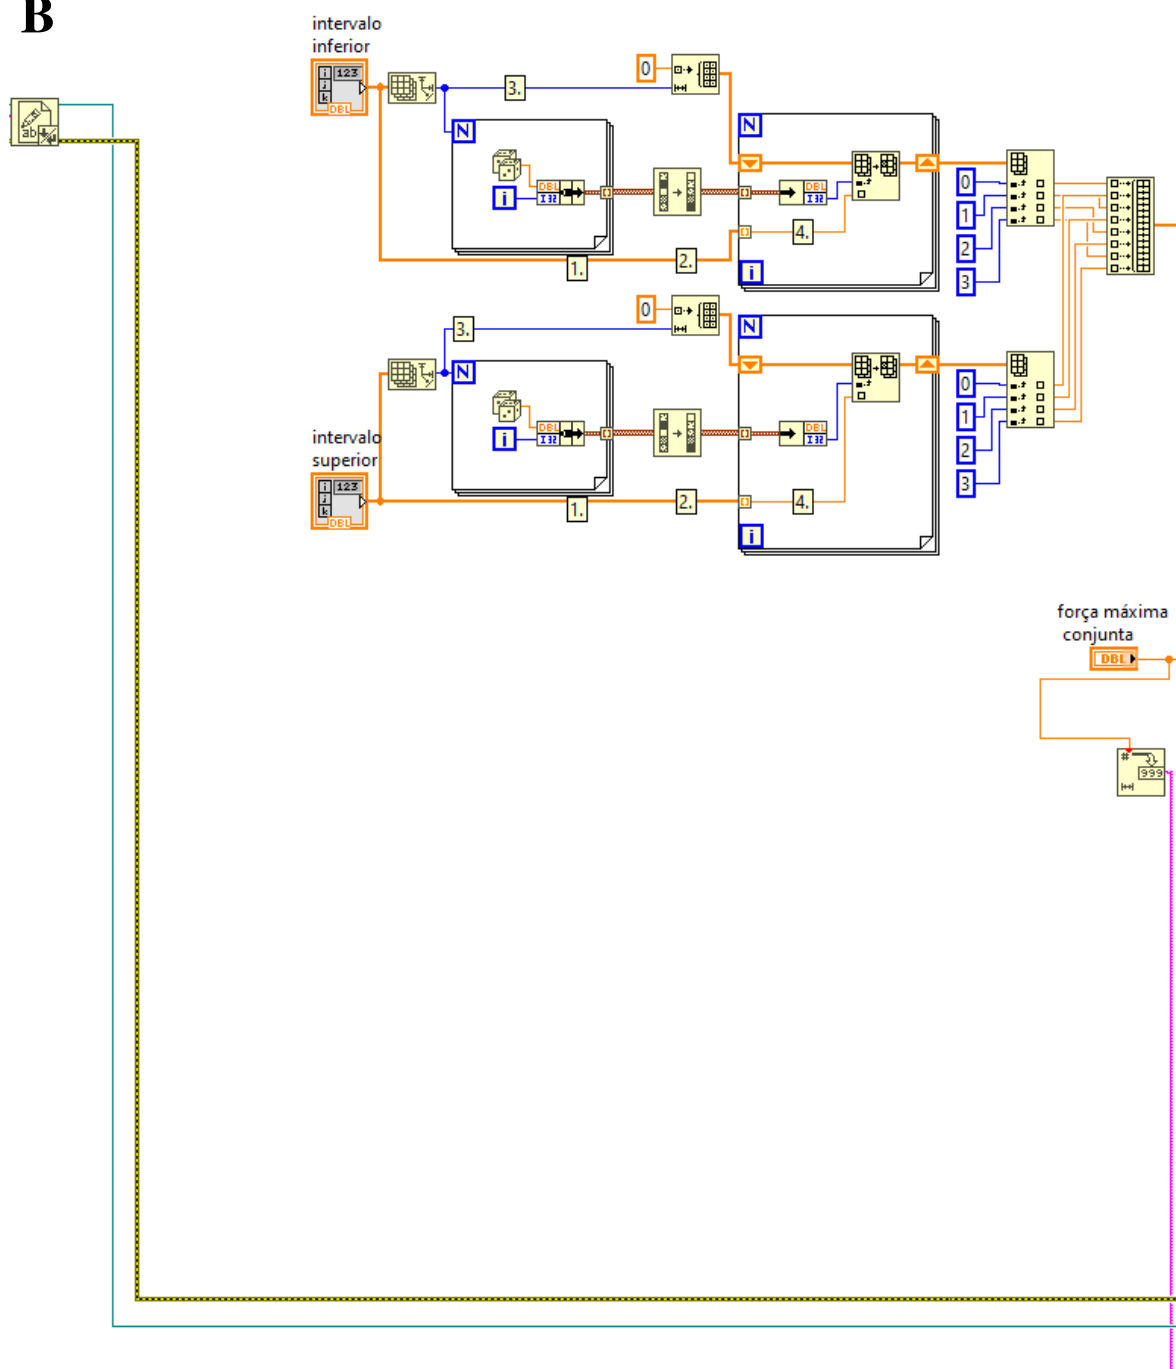 B
intervalo
inferior
i 123
j
k
DBL
ab
3.
0
N
N
DBL
I32
i
DBL
I32
4.
i
1.
2.
0
1
2
3
0
3.
N
N
DBL
I32
i
DBL
I32
intervalo
superior
i 123
j
k
DBL
1.
2.
4.
i
0
1
2
3
força máxima
conjunta
DBL
#
999